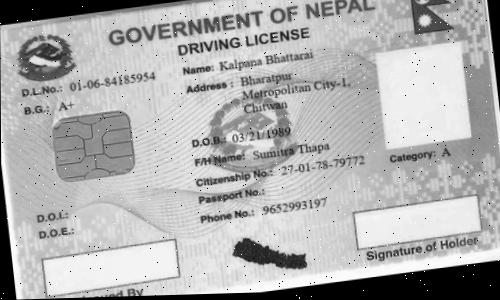 GOVERNMENT OF NEPAL
DRIVING LICENSE
D.L.No.: 01-06-84185954
B.G.: A+
Name: Kalpana Bhattarai
Address : Bharatpur
Metropolitan City-1,
Chitwan
D.O.B.: 03/21/1989
F/H Name: Sumitra Thapa
Citizenship No.: 27-01-78-79772
Category: A
Passport No.:
D.O.I.:
Phone No.: 9652993197
D.O.E.:
Signature of Holder
By